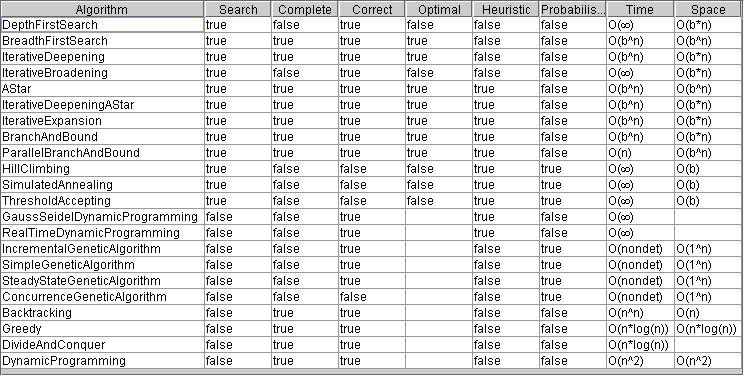 Algorithm Search Complete Correct Optimal Heuristic Probabilis... Time Space
DepthFirstSearch true false true false false false O(∞) O(b*n)
BreadthFirstSearch true true true true false false O(b^n) O(b^n)
IterativeDeepening true true true true false false O(b^n) O(b*n)
IterativeBroadening true false true false false false O(∞) O(b*n)
AStar true true true true true false O(b^n) O(b^n)
IterativeDeepeningAStar true true true true true false O(b^n) O(b*n)
IterativeExpansion true true true true true false O(b^n) O(b*n)
BranchAndBound true true true true true false O(b^n) O(b*n)
ParallelBranchAndBound true true true true true false O(n) O(b^n)
HillClimbing true false false false true true O(∞) O(b)
SimulatedAnnealing true false false false true true O(∞) O(b)
ThresholdAccepting true false false false true true O(∞) O(b)
GaussSeidelDynamicProgramming false false true true false O(∞)
RealTimeDynamicProgramming false false true true false O(∞)
IncrementalGeneticAlgorithm false false true false true O(nondet) O(1^n)
SimpleGeneticAlgorithm false false true false true O(nondet) O(1^n)
SteadyStateGeneticAlgorithm false false true false true O(nondet) O(1^n)
ConcurrenceGeneticAlgorithm false false false false true O(nondet) O(1^n)
Backtracking false true true false false O(n^n) O(n)
Greedy false true true false false O(n*log(n)) O(n*log(n))
DivideAndConquer false true true false false O(n*log(n))
DynamicProgramming false true true false false O(n^2) O(n^2)